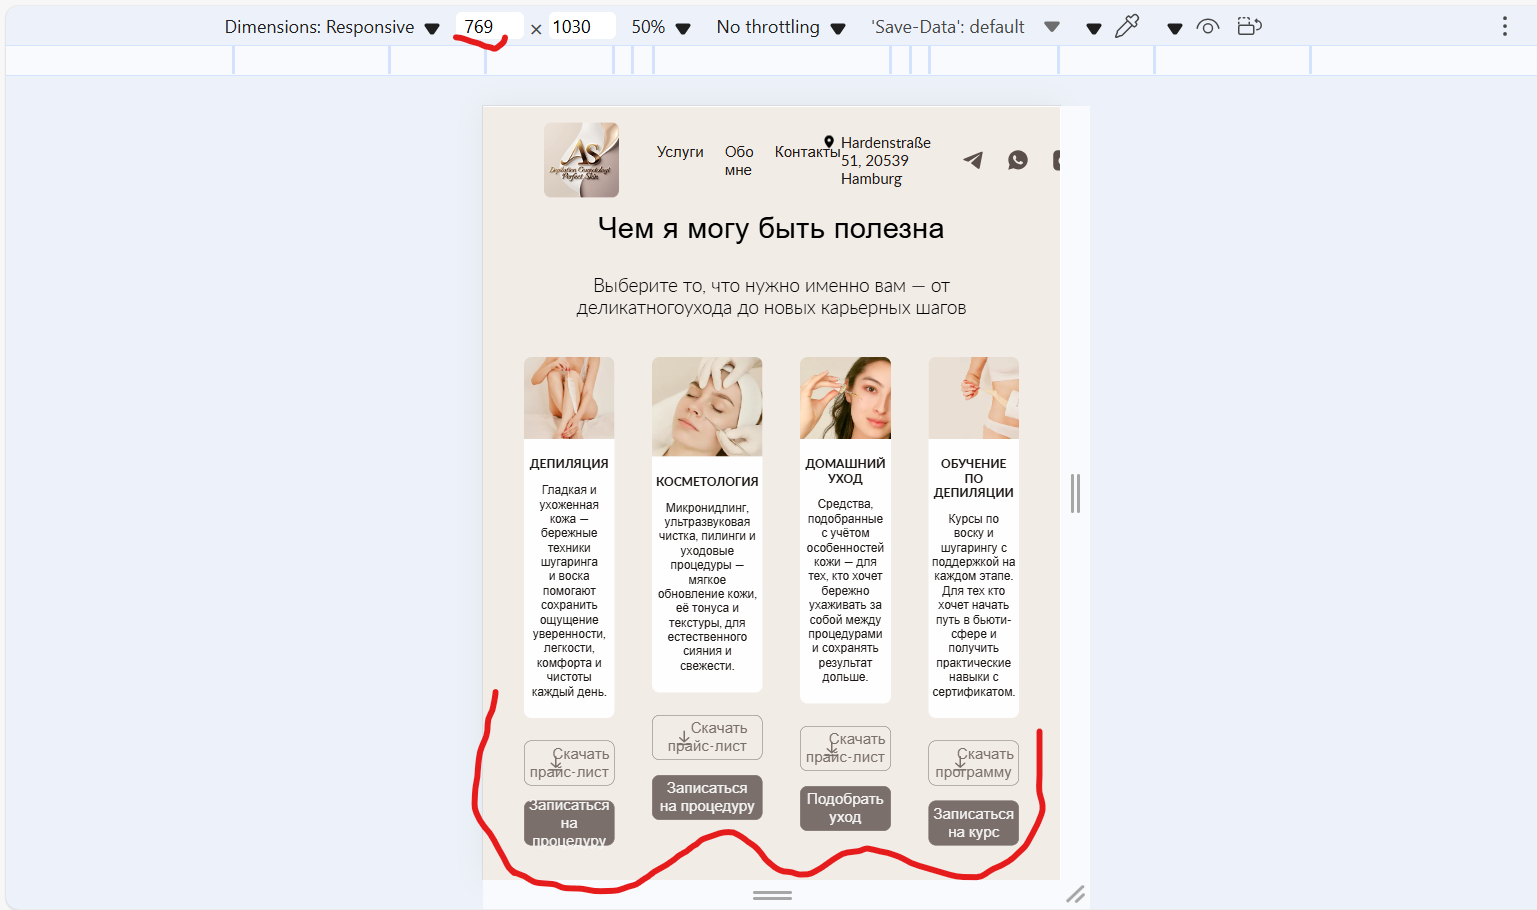 Dimensions: Responsive 769 × 1030 50% No throttling 'Save-Data': default
As
Depilation Cosmetology
Perfect Skin
Услуги
Обо
мне
Контакты
Hardenstraße
51, 20539
Hamburg
Чем я могу быть полезна
Выберите то, что нужно именно вам — от
деликатногоухода до новых карьерных шагов
ДЕПИЛЯЦИЯ
Гладкая и
ухоженная
кожа —
бережные
техники
шугаринга
и воска
помогают
сохранить
ощущение
уверенности,
легкости,
комфорта и
чистоты
каждый день.
Скачать
прайс-лист
Записаться
на
процедуру
КОСМЕТОЛОГИЯ
Микронидлинг,
ультразвуковая
чистка, пилинги и
уходовые
процедуры —
мягкое
обновление кожи,
её тонуса и
текстуры, для
естественного
сияния и
свежести.
Скачать
прайс-лист
Записаться
на процедуру
ДОМАШНИЙ
УХОД
Средства,
подобранные
с учётом
особенностей
кожи — для
тех, кто хочет
бережно
ухаживать за
собой между
процедурами
и сохранять
результат
дольше.
Скачать
прайс-лист
Подобрать
уход
ОБУЧЕНИЕ
ПО
ДЕПИЛЯЦИИ
Курсы по
воску и
шугарингу с
поддержкой на
каждом этапе.
Для тех кто
хочет начать
путь в бьюти-
сфере и
получить
практические
навыки с
сертификатом.
Скачать
программу
Записаться
на курс